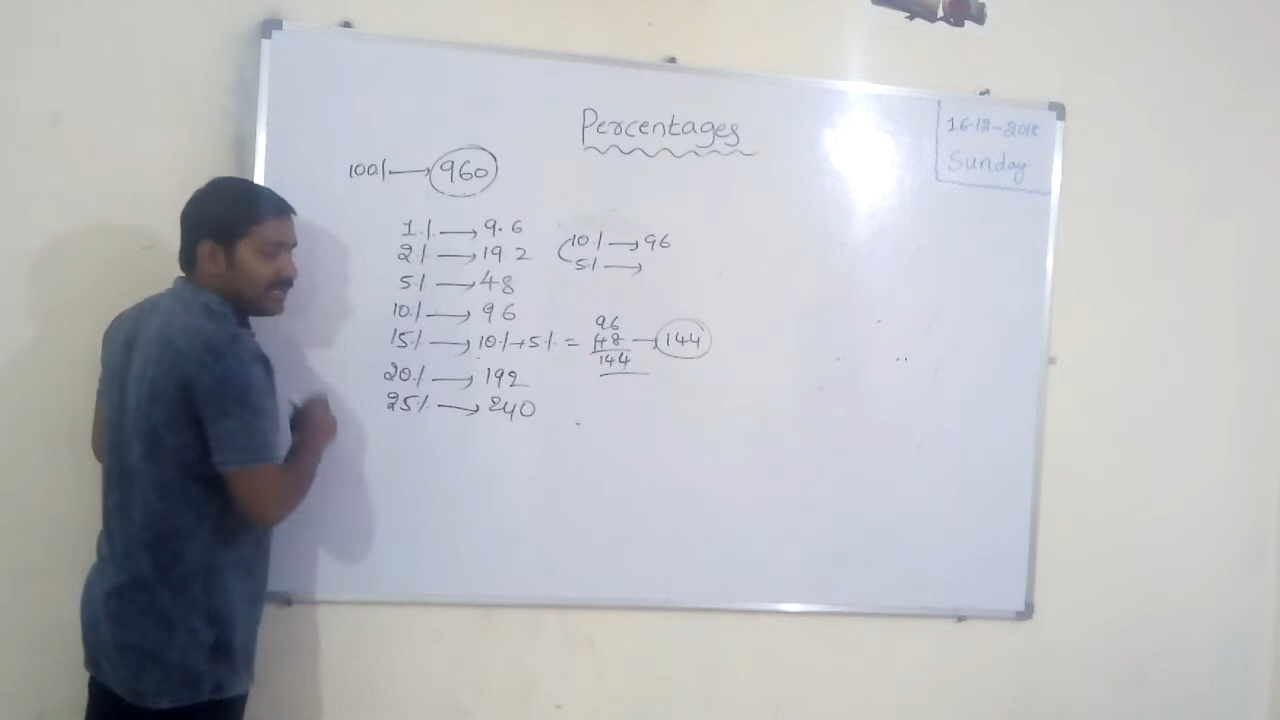 Percentages
16-12-2018
Sunday
100% → 960
1% → 9.6
2% → 19.2
5% → 48
10% → 96
15% → 10%+5% = 96 48 144 → 144
20% → 192
25% → 240
10% → 96
5% →